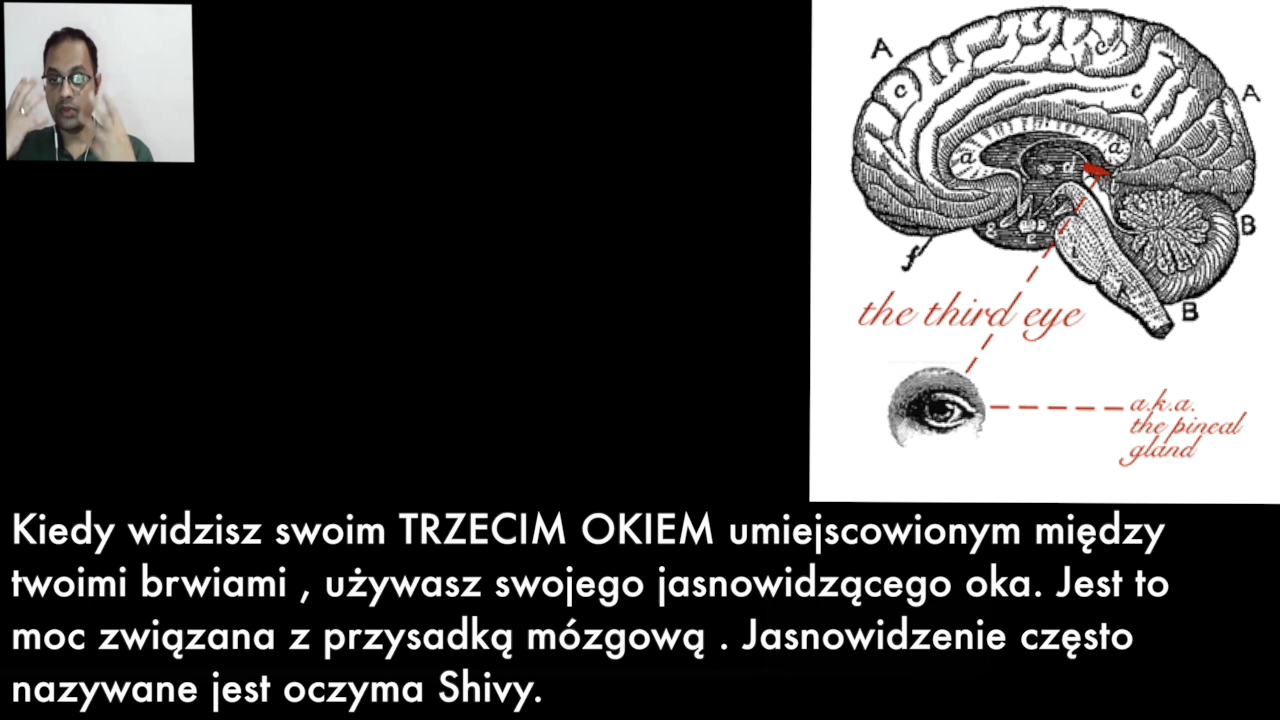 A
c
c
c
A
a
a
d
b
B
g
e
f
B
the third eye
a.k.a.
the pineal
gland
Kiedy widzisz swoim TRZECIM OKIEM umiejscowionym między
twoimi brwiami , używasz swojego jasnowidzącego oka. Jest to
moc związana z przysadką mózgową . Jasnowidzenie często
nazywane jest oczyma Shivy.